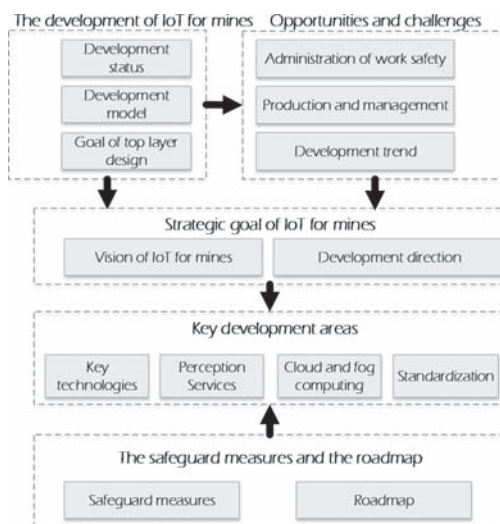 The development of IoT for mines
Development
status
Development
model
Goal of top layer
design
Opportunities and challenges
Administration of work safety
Production and management
Development trend
Strategic goal of IoT for mines
Vision of IoT for mines
Development direction
Key development areas
Key
technologies
Perception
Services
Cloud and fog
computing
Standardization
The safeguard measures and the roadmap
Safeguard measures
Roadmap